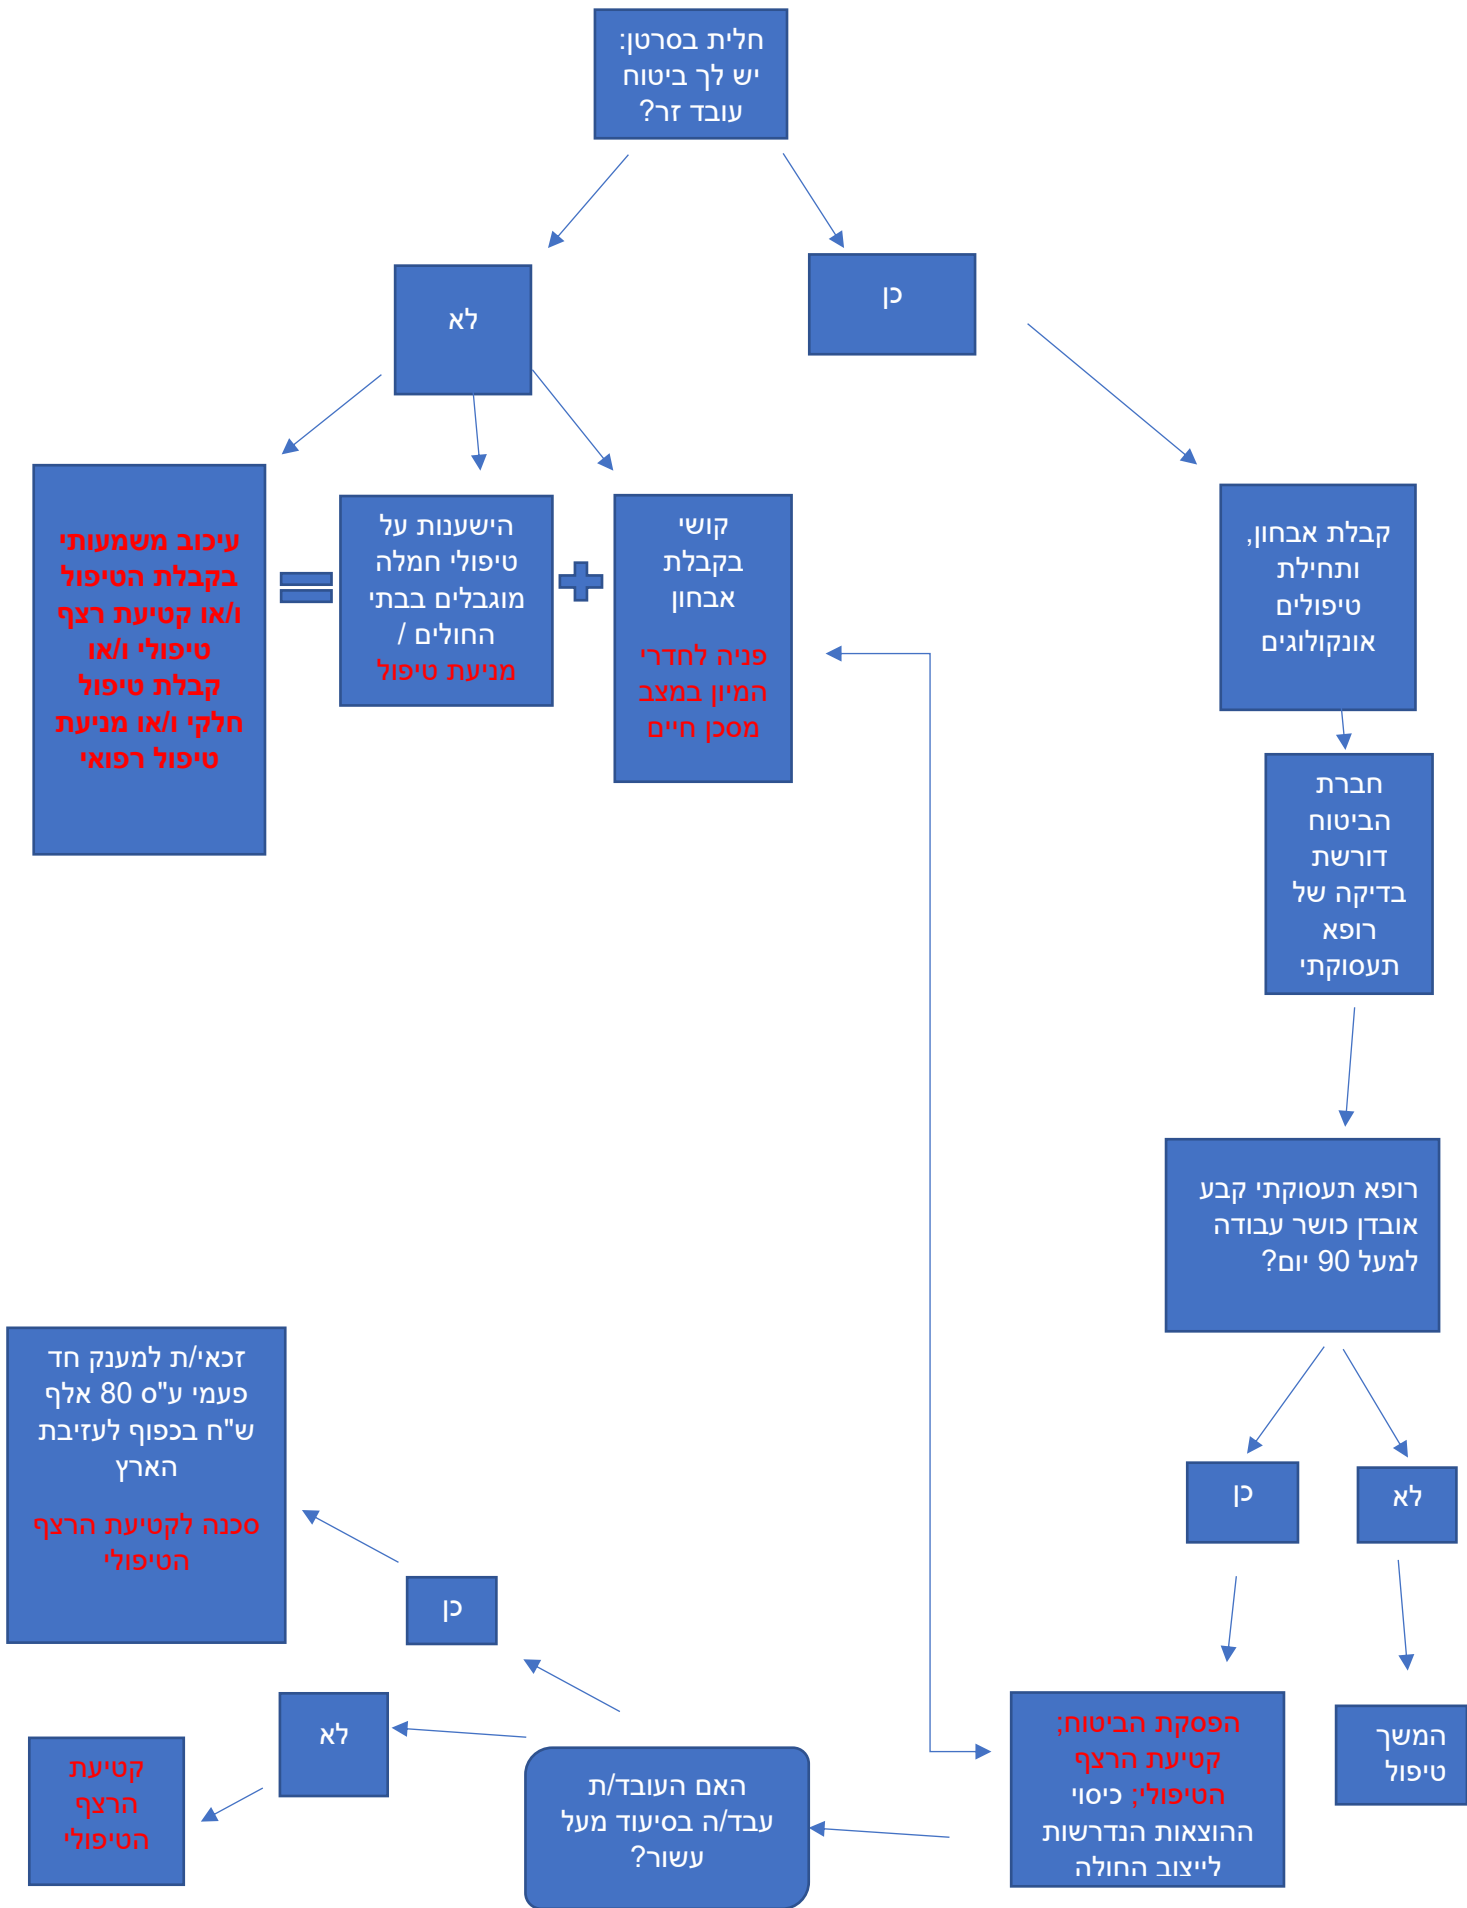 חלית בסרטן:
יש לך ביטוח
עובד זר?
כן
לא
קבלת אבחון,
ותחילת
טיפולים
אונקולוגים
קושי
בקבלת
אבחון
פניה לחדרי
המיון במצב
מסכן חיים
הישענות על
טיפולי חמלה
מוגבלים בבתי
החולים /
מניעת טיפול
עיכוב משמעותי
בקבלת הטיפול
ו/או קטיעת רצף
טיפולי ו/או
קבלת טיפול
חלקי ו/או מניעת
טיפול רפואי
חברת
הביטוח
דורשת
בדיקה של
רופא
תעסוקתי
רופא תעסוקתי קבע
אובדן כושר עבודה
למעל 90 יום?
לא
כן
המשך
טיפול
הפסקת הביטוח;
קטיעת הרצף
הטיפולי; כיסוי
ההוצאות הנדרשות
לייצוב החולה
האם העובד/ת
עבד/ה בסיעוד מעל
עשור?
כן
לא
זכאי/ת למענק חד
פעמי ע"ס 80 אלף
ש"ח בכפוף לעזיבת
הארץ
סכנה לקטיעת הרצף
הטיפולי
קטיעת
הרצף
הטיפולי